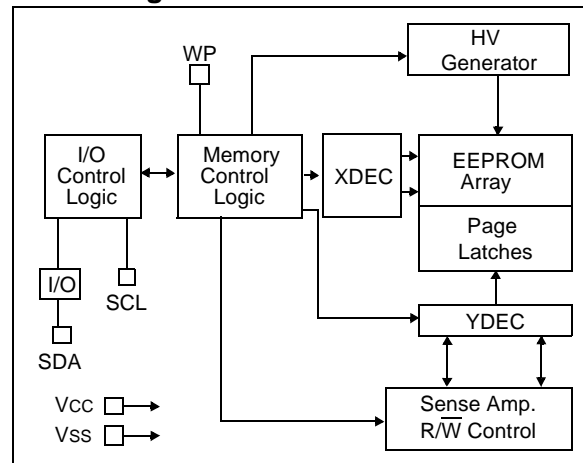 WP
HV
Generator
I/O
Control
Logic
Memory
Control
Logic
XDEC
EEPROM
Array
Page
Latches
I/O
SCL
SDA
YDEC
VCC
VSS
Sense Amp.
R/W̅ Control